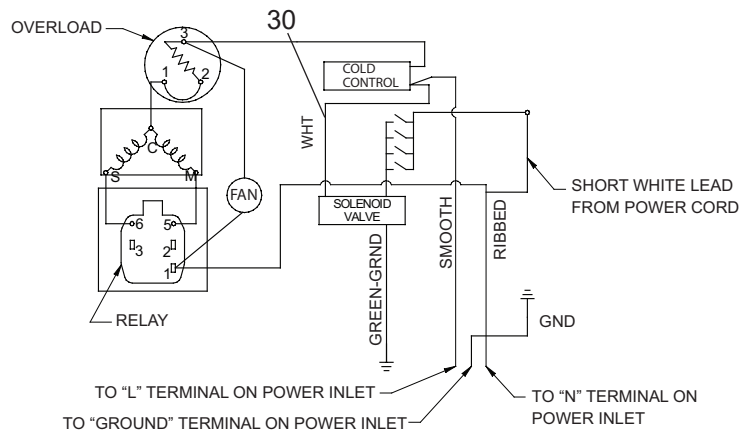 OVERLOAD
30
3
1
2
COLD
CONTROL
WHT
C
S
M
FAN
SHORT WHITE LEAD
FROM POWER CORD
SOLENOID
VALVE
SMOOTH
RIBBED
6
5
3
2
1
GREEN-GRND
RELAY
GND
TO “L” TERMINAL ON POWER INLET
TO “N” TERMINAL ON
POWER INLET
TO “GROUND” TERMINAL ON POWER INLET